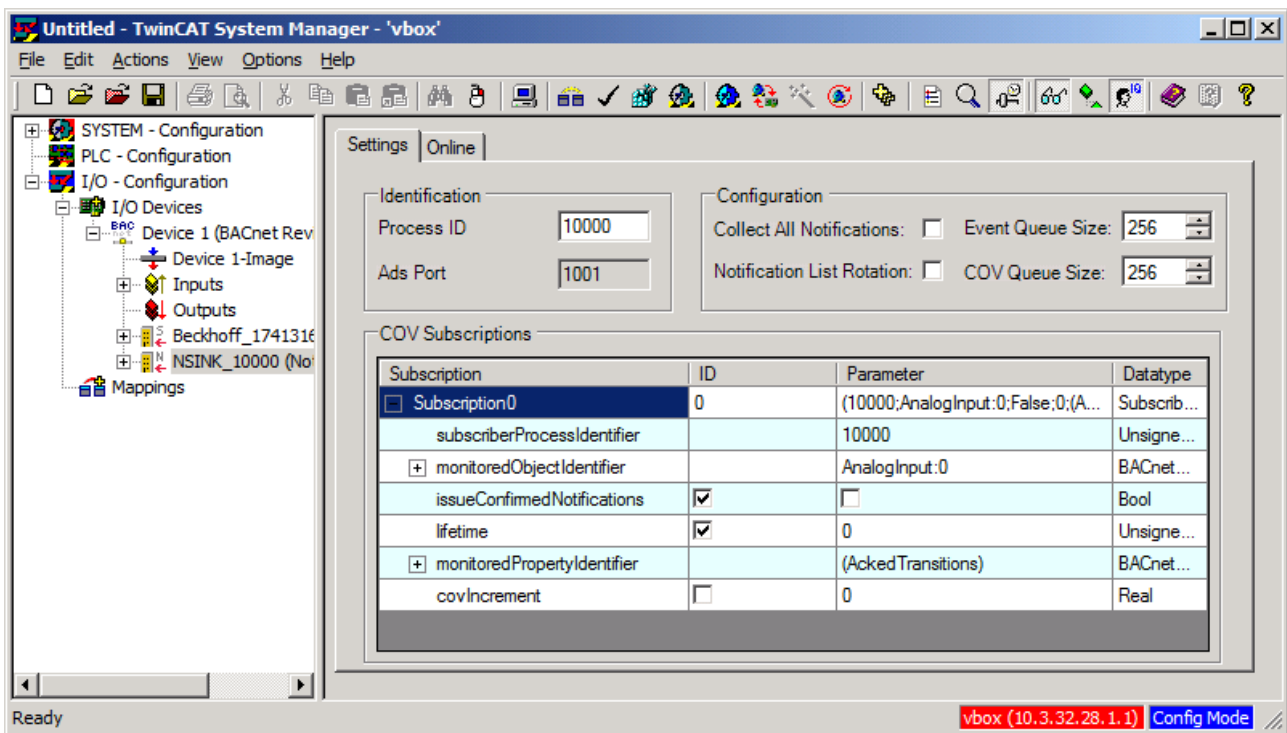 Untitled - TwinCAT System Manager - 'vbox'
File Edit Actions View Options Help
SYSTEM - Configuration
PLC - Configuration
I/O - Configuration
I/O Devices
Device 1 (BACnet Rev
Device 1-Image
Inputs
Outputs
Beckhoff_1741316
NSINK_10000 (Not
Mappings
Settings Online
Identification
Process ID 10000
Ads Port 1001
Configuration
Collect All Notifications: Event Queue Size: 256
Notification List Rotation: COV Queue Size: 256
COV Subscriptions
Subscription ID Parameter Datatype
Subscription0 0 (10000;AnalogInput:0;False;0;(A... Subscrib...
subscriberProcessIdentifier 10000 Unsigne...
monitoredObjectIdentifier AnalogInput:0 BACnet...
issueConfirmedNotifications Bool
lifetime 0 Unsigne...
monitoredPropertyIdentifier (AckedTransitions) BACnet...
covIncrement 0 Real
Ready vbox (10.3.32.28.1.1) Config Mode